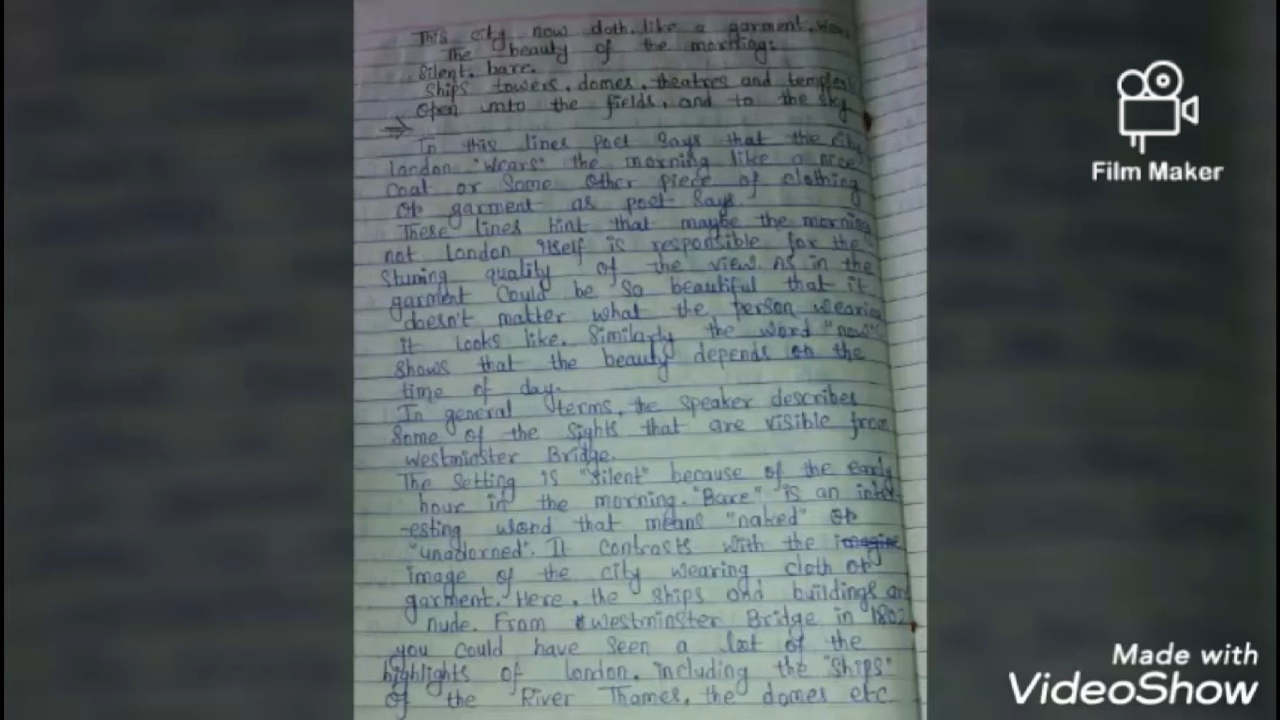 This city now doth like a garment wear
The beauty of the morning:
Silent, bare,
Ships towers, domes, theatres and temples
Open unto the fields, and to the sky
⇒
In this lines poet says that the city
london "wears" the morning like a nice
coat or some other piece of clothing
or garment as poet says.
These lines hint that maybe the morning
not london itself is responsible for the
stuning quality of the view. As in the
garment could be so beautiful that it
doesn't matter what the person wearing
it looks like. Similarly the word "now"
shows that the beauty depends on the
time of day.
In general terms, the speaker describes
some of the sights that are visible from
westminster Bridge.
The setting is "silent" because of the early
hour in the morning. "Bare" is an inter-
esting word that means "naked" or
"unadorned". It contrasts with the
image of the city wearing cloth or
garment. Here, the ships and buildings are
nude. From westminster Bridge in 1802
you could have seen a lot of the
highlights of london, including the "ships"
of the River Thames, the domes etc
Film Maker
Made with
VideoShow